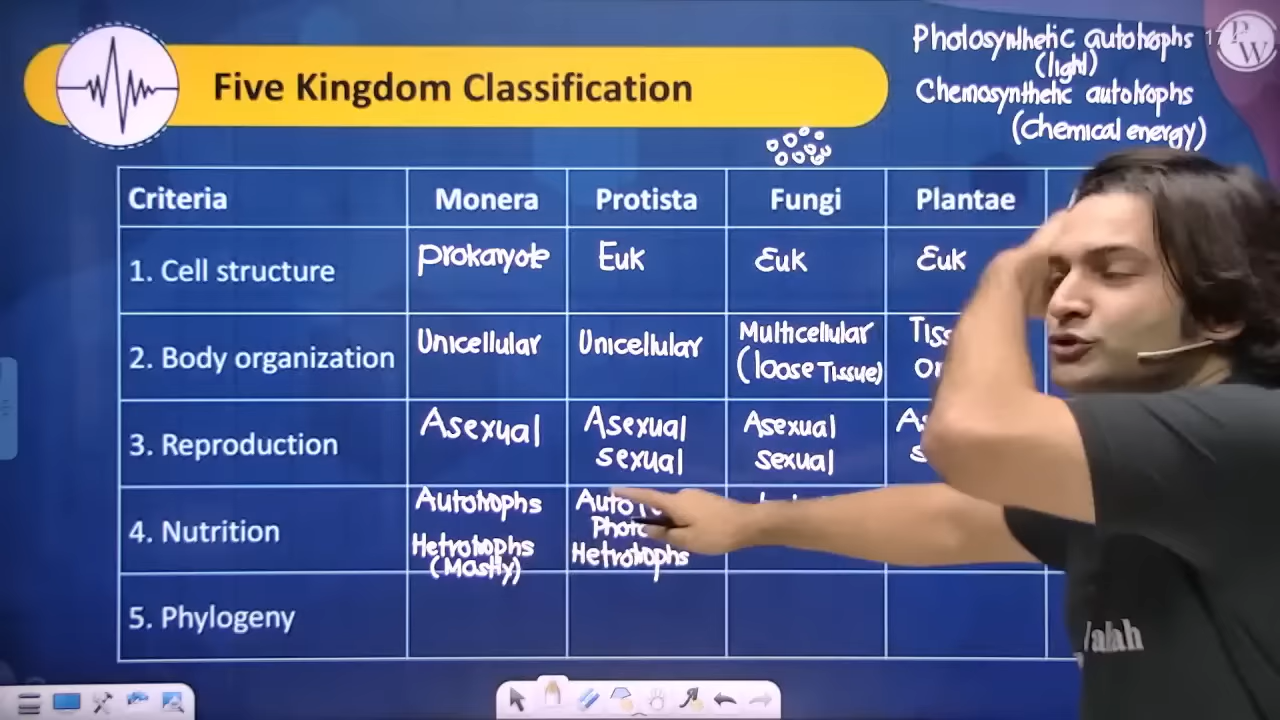 Photosynthetic autotrophs
(light)
Chemosynthetic autotrophs
(chemical energy)
17
PW
Five Kingdom Classification
Criteria Monera Protista Fungi Plantae
1. Cell structure Prokaryote Euk Euk Euk
2. Body organization Unicellular Unicellular Multicellular
(loose Tissue)
3. Reproduction Asexual Asexual Asexual
sexual sexual
4. Nutrition Autotrophs
Hetrotrophs Hetrotrophs
(Mostly)
5. Phylogeny